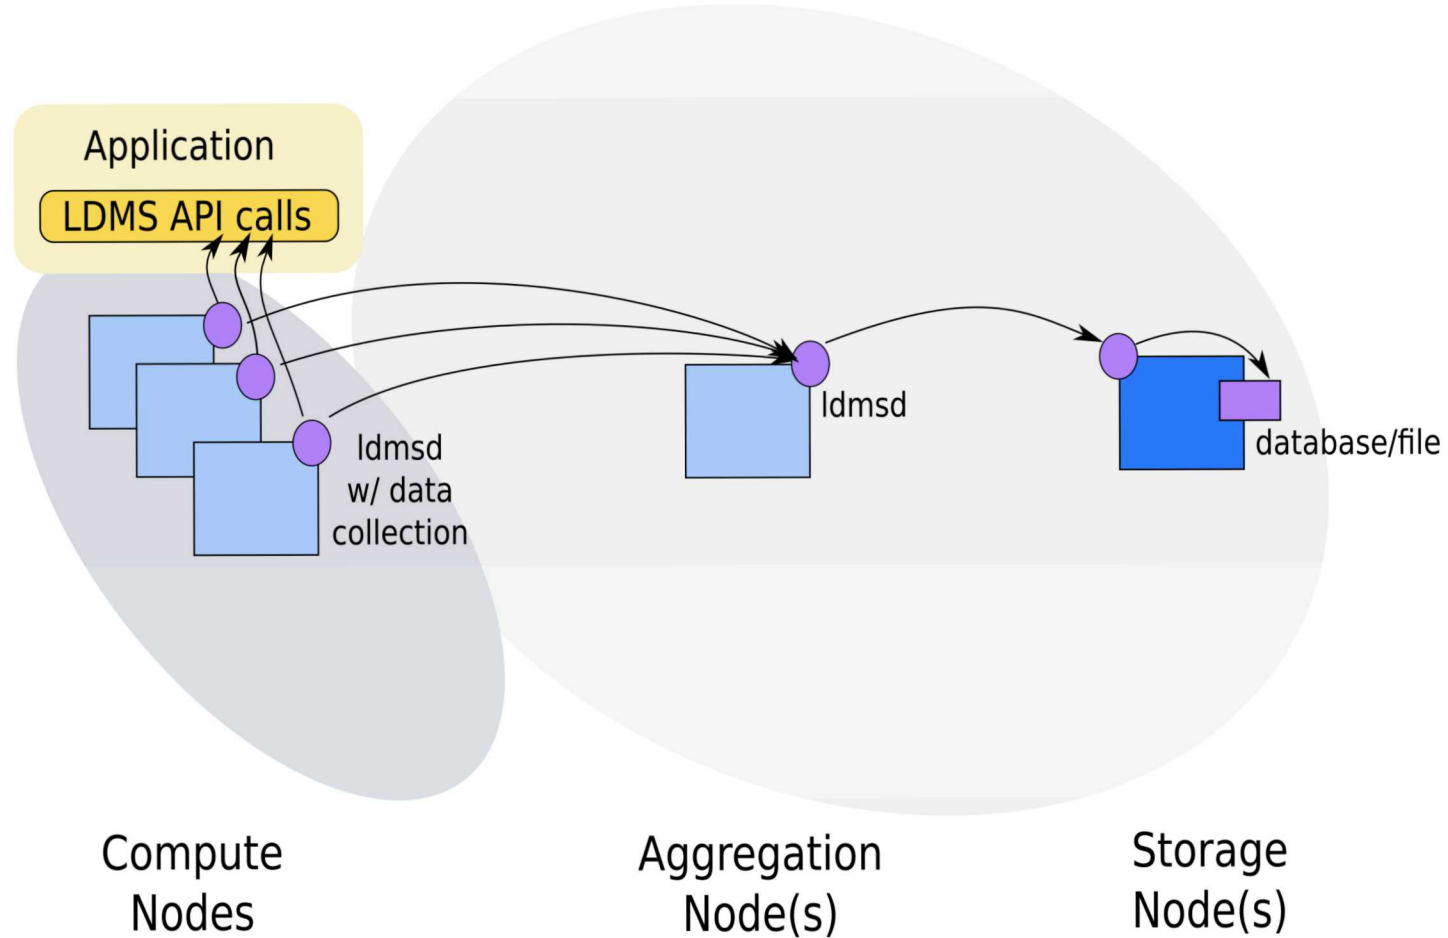 Application
LDMS API calls
ldmsd
w/ data
collection
ldmsd
database/file
Compute
Nodes
Aggregation
Node(s)
Storage
Node(s)